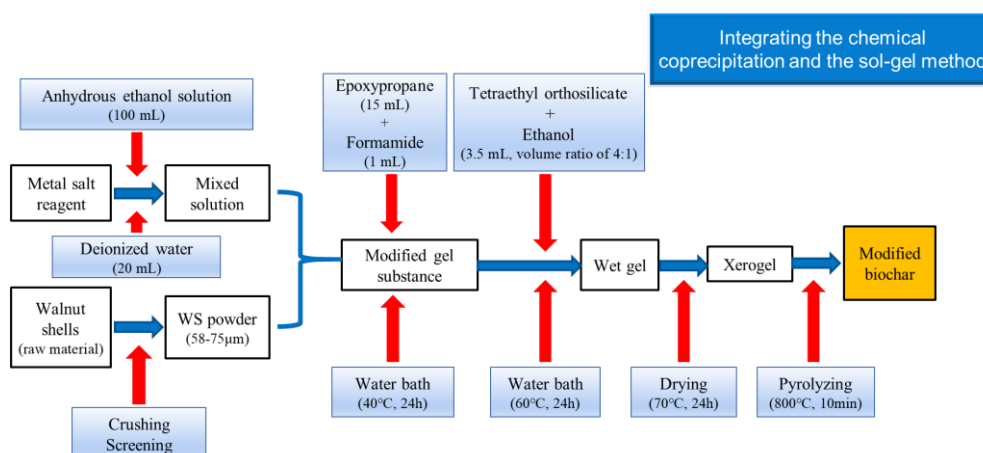 Integrating the chemical
coprecipitation and the sol-gel method
Anhydrous ethanol solution
(100 mL)
Epoxypropane
(15 mL)
+
Formamide
(1 mL)
Tetraethyl orthosilicate
+
Ethanol
(3.5 mL, volume ratio of 4:1)
Metal salt
reagent
Mixed
solution
Deionized water
(20 mL)
Modified gel
substance
Wet gel
Xerogel
Modified
biochar
Walnut
shells
(raw material)
WS powder
(58-75μm)
Water bath
(40℃, 24h)
Water bath
(60℃, 24h)
Drying
(70℃, 24h)
Pyrolyzing
(800℃, 10min)
Crushing
Screening